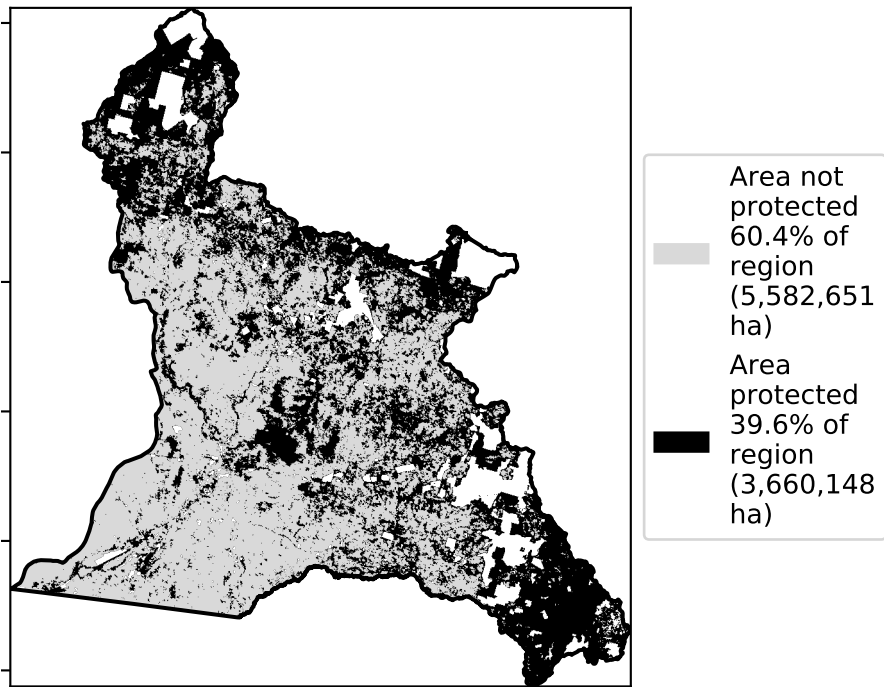 Area not
protected
60.4% of
region
(5,582,651
ha)
Area
protected
39.6% of
region
(3,660,148
ha)